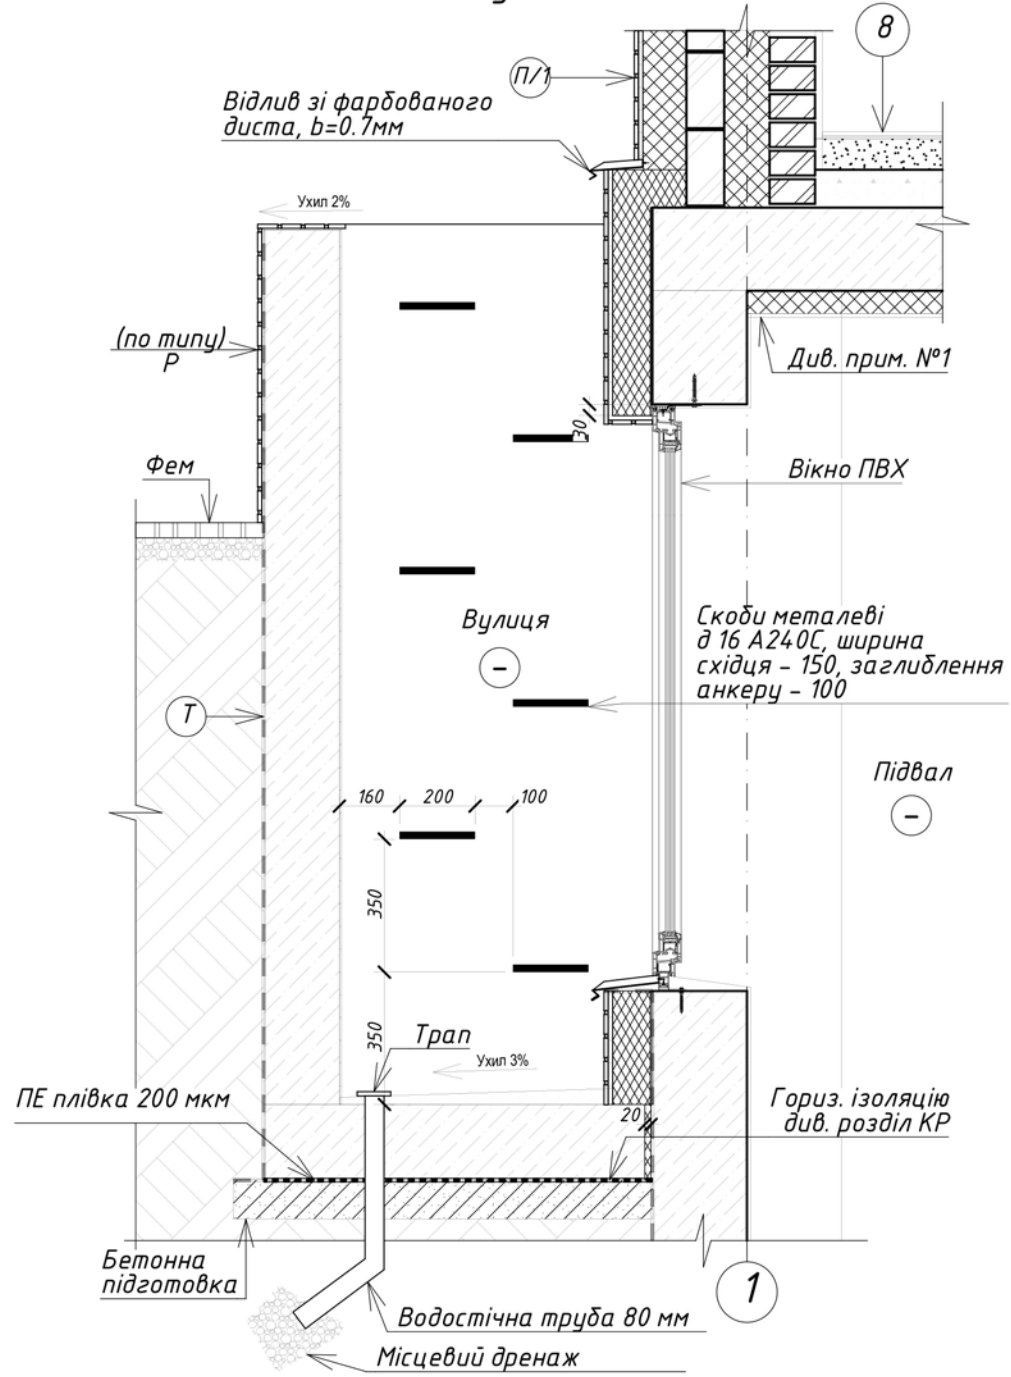 8
П/1
Відлив зі фарбованого
диста, b=0.7мм
Ухил 2%
(по типу)
Р
Див. прим. №1
30
Фем
Вікно ПВХ
Вулиця
–
Скоби металеві
д 16 А240С, ширина
східця – 150, заглиблення
анкеру – 100
Т
Підвал
–
160
200
100
350
350
Трап
Ухил 3%
ПЕ плівка 200 мкм
20
Гориз. ізоляцію
див. розділ КР
Бетонна
підготовка
1
Водостічна труба 80 мм
Місцевий дренаж